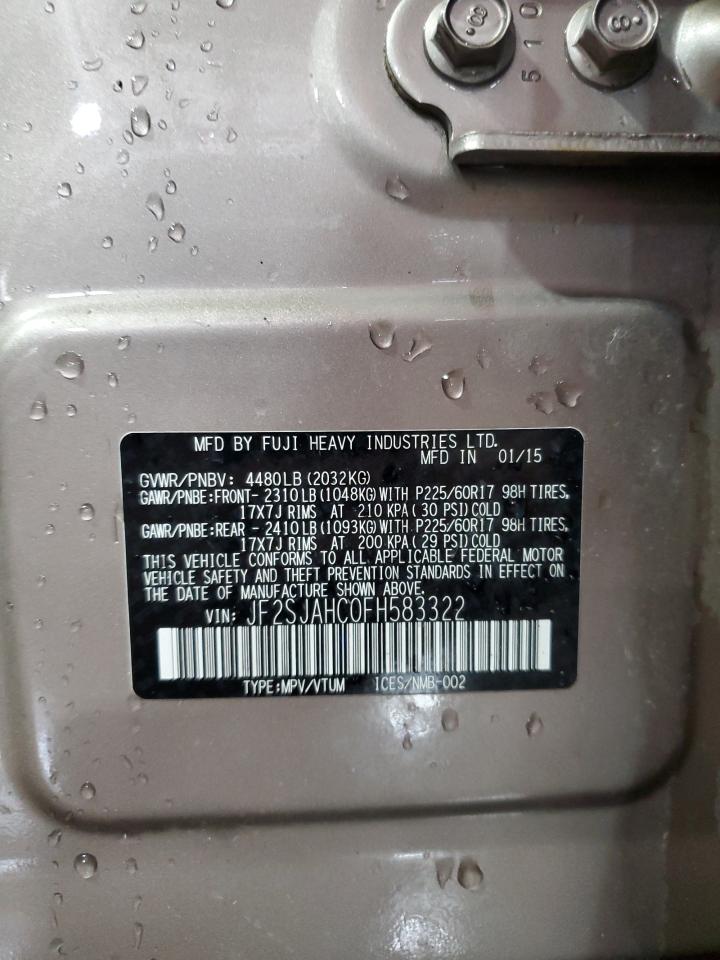 510
8
8
MFD BY FUJI HEAVY INDUSTRIES LTD.
MFD IN 01/15
GVWR/PNBV: 4480LB (2032KG)
GAWR/PNBE:FRONT- 2310LB (1048KG) WITH P225/60R17 98H TIRES,
17X7J RIMS AT 210 KPA ( 30 PSI) COLD
GAWR/PNBE:REAR - 2410LB (1093KG) WITH P225/60R17 98H TIRES,
17X7J RIMS AT 200 KPA ( 29 PSI) COLD
THIS VEHICLE CONFORMS TO ALL APPLICABLE FEDERAL MOTOR
VEHICLE SAFETY AND THEFT PREVENTION STANDARDS IN EFFECT ON
THE DATE OF MANUFACTURE SHOWN ABOVE.
VIN: JF2SJAHC0FH583322
TYPE:MPV/VTUM ICES/NMB-002